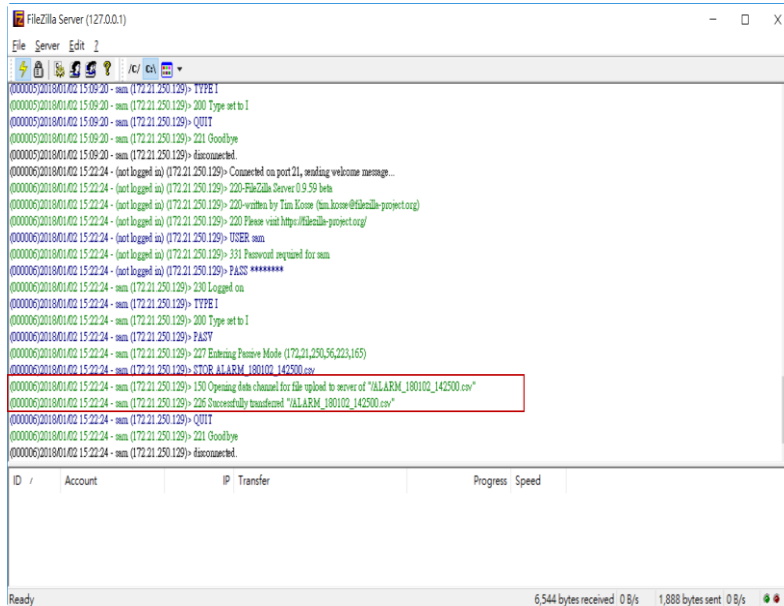 FileZilla Server (127.0.0.1)
File Server Edit ?
/C/ C:\
(000005)2018/01/02 15:09:20 - sam (172.21.250.129)> TYPE I
(000005)2018/01/02 15:09:20 - sam (172.21.250.129)> 200 Type set to I
(000005)2018/01/02 15:09:20 - sam (172.21.250.129)> QUIT
(000005)2018/01/02 15:09:20 - sam (172.21.250.129)> 221 Goodbye
(000005)2018/01/02 15:09:20 - sam (172.21.250.129)> disconnected.
(000006)2018/01/02 15:22:24 - (not logged in) (172.21.250.129)> Connected on port 21, sending welcome message...
(000006)2018/01/02 15:22:24 - (not logged in) (172.21.250.129)> 220-FileZilla Server 0.9.59 beta
(000006)2018/01/02 15:22:24 - (not logged in) (172.21.250.129)> 220-written by Tim Kosse (tim.kosse@filezilla-project.org)
(000006)2018/01/02 15:22:24 - (not logged in) (172.21.250.129)> 220 Please visit https://filezilla-project.org/
(000006)2018/01/02 15:22:24 - (not logged in) (172.21.250.129)> USER sam
(000006)2018/01/02 15:22:24 - (not logged in) (172.21.250.129)> 331 Password required for sam
(000006)2018/01/02 15:22:24 - (not logged in) (172.21.250.129)> PASS ********
(000006)2018/01/02 15:22:24 - sam (172.21.250.129)> 230 Logged on
(000006)2018/01/02 15:22:24 - sam (172.21.250.129)> TYPE I
(000006)2018/01/02 15:22:24 - sam (172.21.250.129)> 200 Type set to I
(000006)2018/01/02 15:22:24 - sam (172.21.250.129)> PASV
(000006)2018/01/02 15:22:24 - sam (172.21.250.129)> 227 Entering Passive Mode (172,21,250,56,223,165)
(000006)2018/01/02 15:22:24 - sam (172.21.250.129)> STOR ALARM_180102_142500.csv
(000006)2018/01/02 15:22:24 - sam (172.21.250.129)> 150 Opening data channel for file upload to server of "/ALARM_180102_142500.csv"
(000006)2018/01/02 15:22:24 - sam (172.21.250.129)> 226 Successfully transferred "/ALARM_180102_142500.csv"
(000006)2018/01/02 15:22:24 - sam (172.21.250.129)> QUIT
(000006)2018/01/02 15:22:24 - sam (172.21.250.129)> 221 Goodbye
(000006)2018/01/02 15:22:24 - sam (172.21.250.129)> disconnected.
ID / Account IP Transfer Progress Speed
Ready 6,544 bytes received 0 B/s 1,888 bytes sent 0 B/s